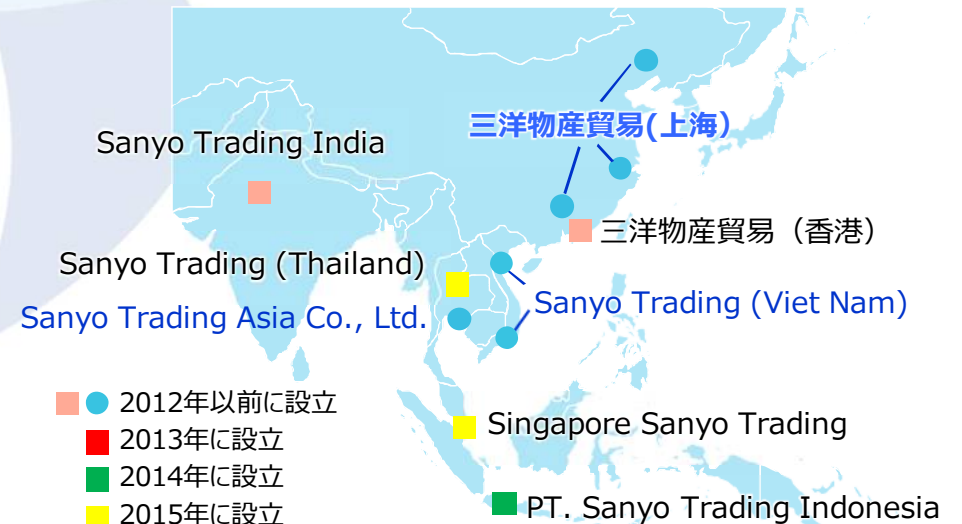 三洋物産貿易(上海）
Sanyo Trading India
三洋物産貿易（香港）
Sanyo Trading (Thailand)
Sanyo Trading Asia Co., Ltd.
Sanyo Trading (Viet Nam)
2012年以前に設立
2013年に設立
2014年に設立
2015年に設立
Singapore Sanyo Trading
PT. Sanyo Trading Indonesia